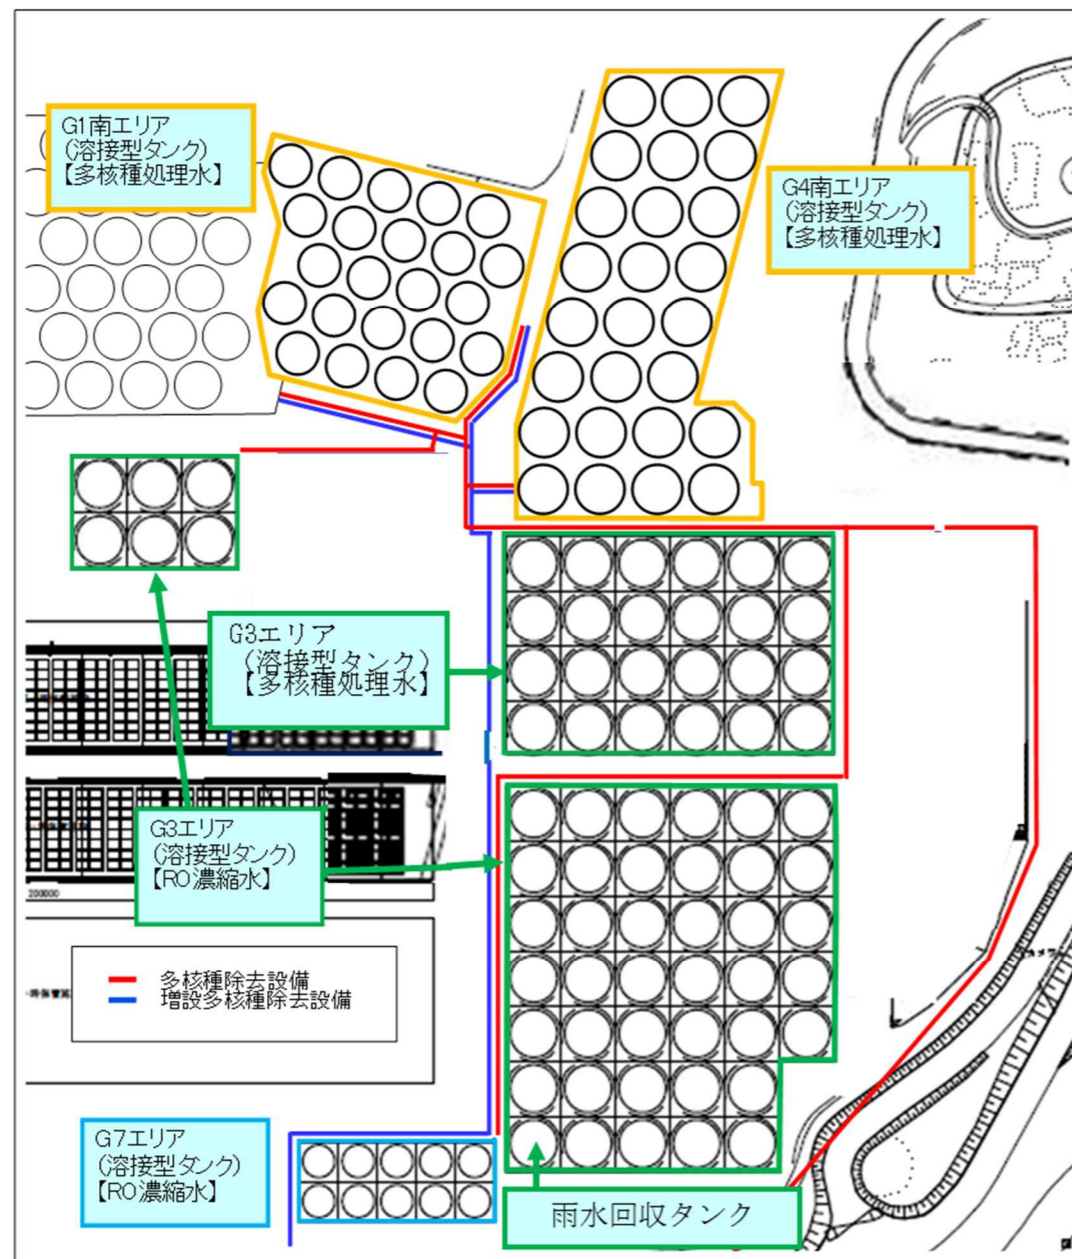 G1南エリア
(溶接型タンク)
【多核種処理水】
G4南エリア
(溶接型タンク)
【多核種処理水】
G3エリア
(溶接型タンク)
【多核種処理水】
G3エリア
(溶接型タンク)
【RO濃縮水】
200000
多核種除去設備
増設多核種除去設備
G7エリア
(溶接型タンク)
【RO濃縮水】
雨水回収タンク